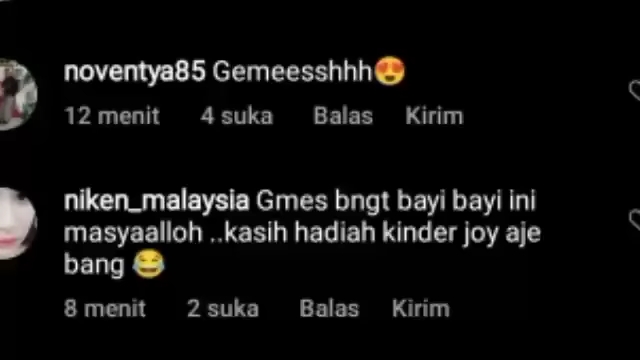 noventya85 Gemeesshhh😍
12 menit 4 suka Balas Kirim
niken_malaysia Gmes bngt bayi bayi ini
masyaalloh ..kasih hadiah kinder joy aje
bang 😂
8 menit 2 suka Balas Kirim